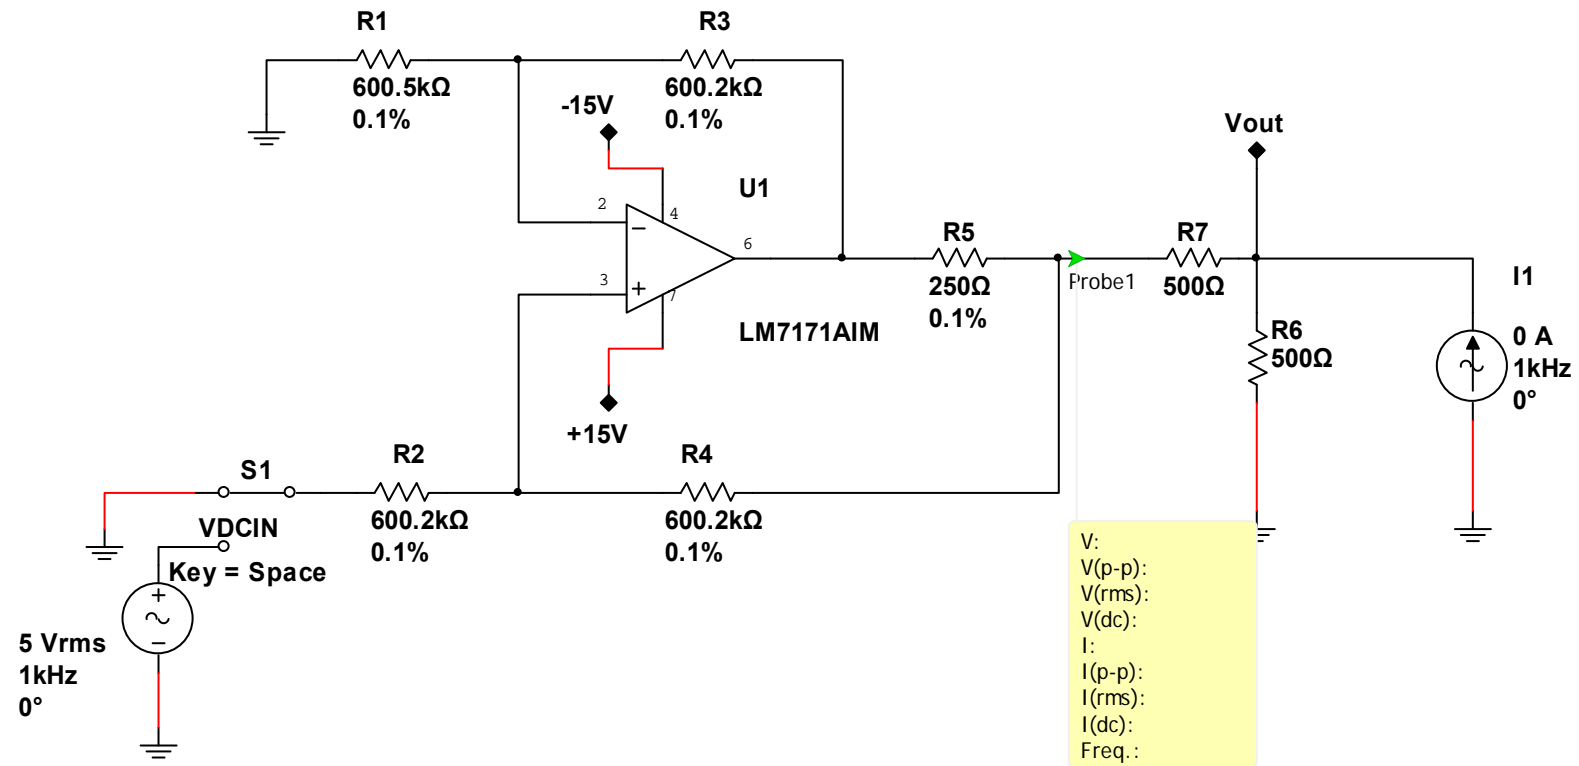 R1
R3
600.5kΩ
0.1%
600.2kΩ
0.1%
-15V
Vout
U1
2
4
6
3
7
R5
250Ω
0.1%
Probe1
R7
500Ω
I1
R6
500Ω
0 A
1kHz
0°
LM7171AIM
+15V
S1
R2
R4
VDCIN
600.2kΩ
0.1%
600.2kΩ
0.1%
Key = Space
5 Vrms
1kHz
0°
V:
V(p-p):
V(rms):
V(dc):
I:
I(p-p):
I(rms):
I(dc):
Freq.: